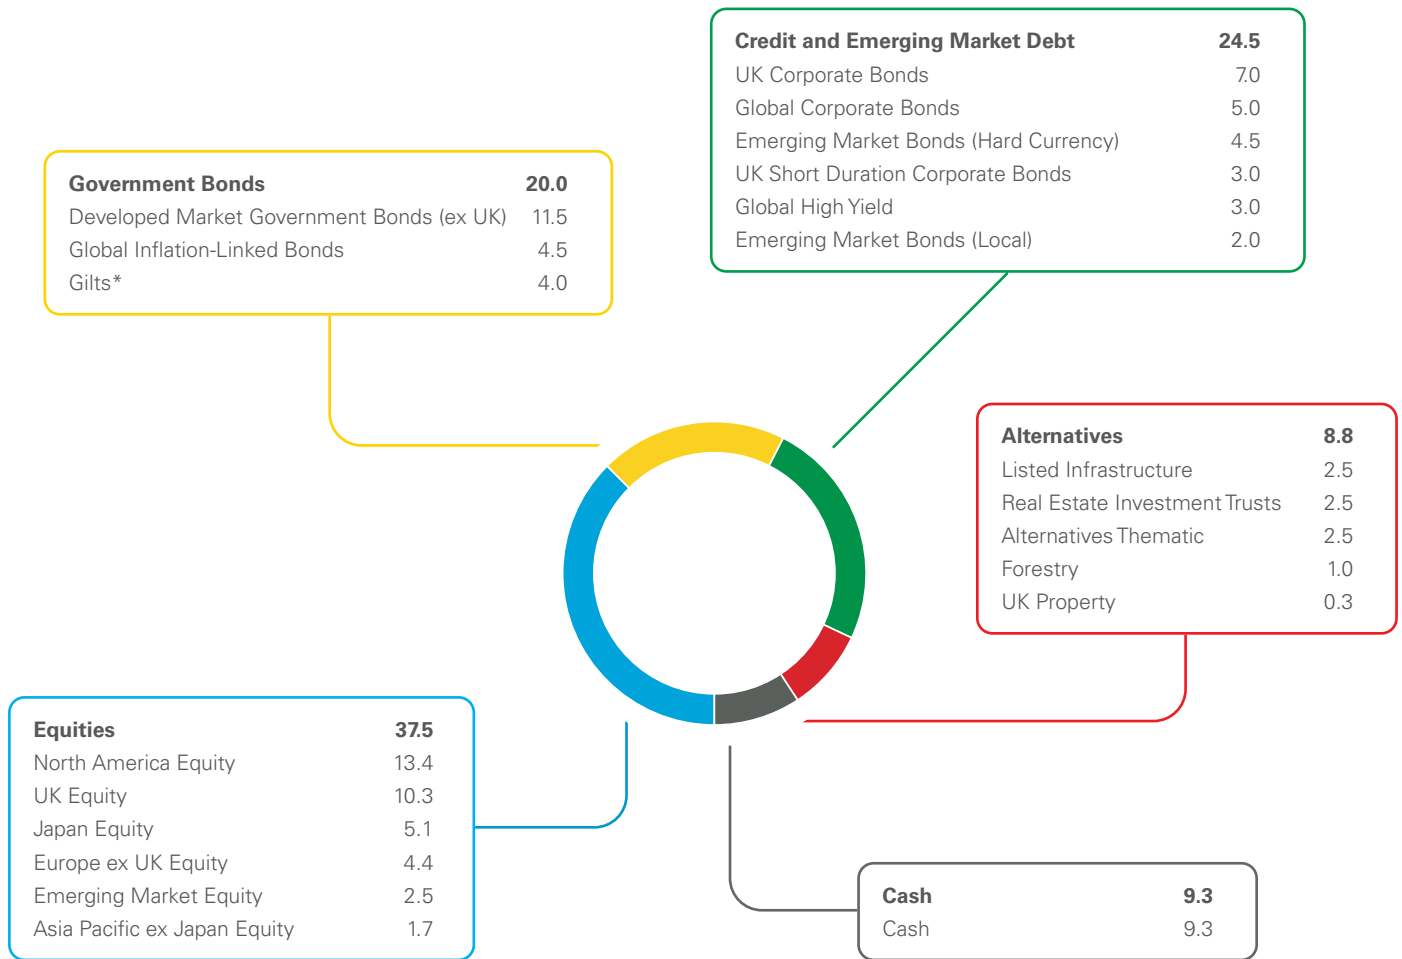 Credit and Emerging Market Debt 24.5
UK Corporate Bonds 7.0
Global Corporate Bonds 5.0
Emerging Market Bonds (Hard Currency) 4.5
UK Short Duration Corporate Bonds 3.0
Global High Yield 3.0
Emerging Market Bonds (Local) 2.0
Government Bonds 20.0
Developed Market Government Bonds (ex UK) 11.5
Global Inflation-Linked Bonds 4.5
Gilts* 4.0
Alternatives 8.8
Listed Infrastructure 2.5
Real Estate Investment Trusts 2.5
Alternatives Thematic 2.5
Forestry 1.0
UK Property 0.3
Equities 37.5
North America Equity 13.4
UK Equity 10.3
Japan Equity 5.1
Europe ex UK Equity 4.4
Emerging Market Equity 2.5
Asia Pacific ex Japan Equity 1.7
Cash 9.3
Cash 9.3